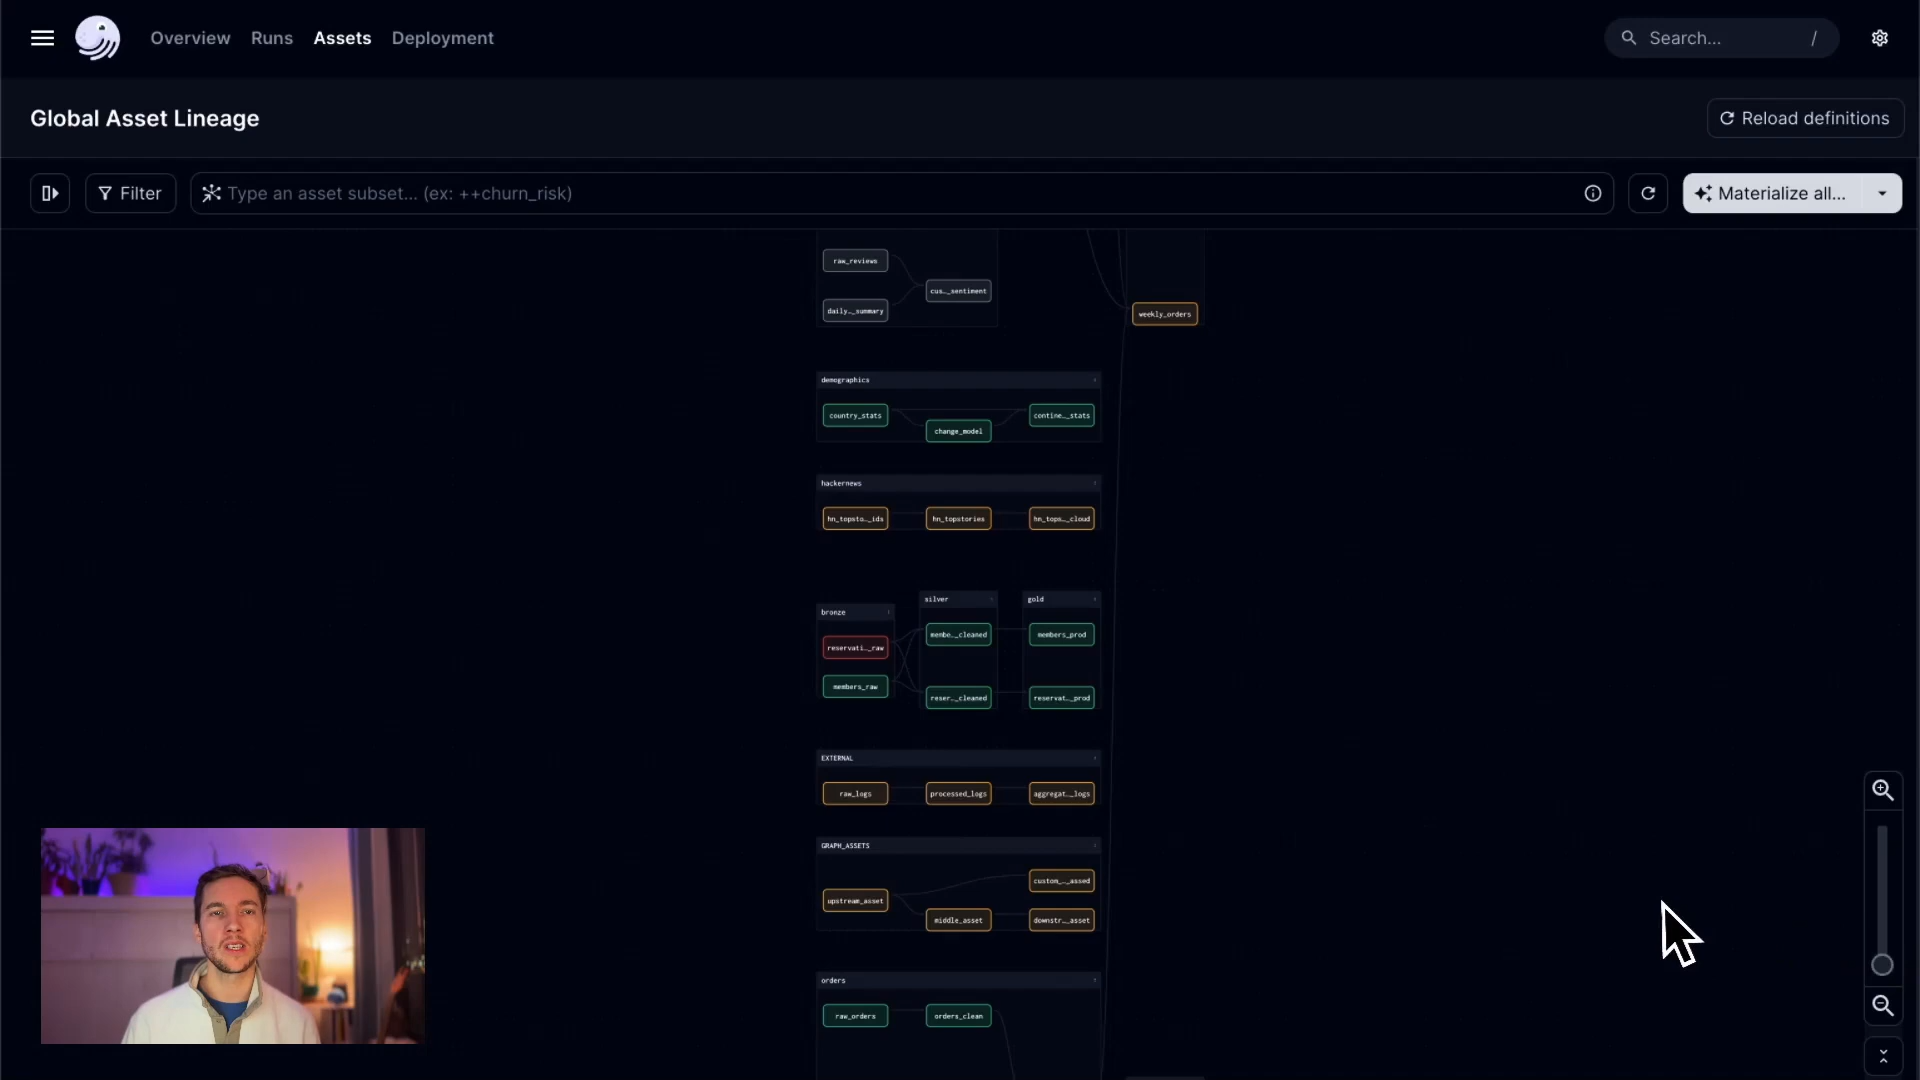 Overview Runs Assets Deployment
Search... /
Global Asset Lineage
Reload definitions
Filter
Type an asset subset... (ex: ++churn_risk)
Materialize all...
raw_reviews
cus…_sentiment
daily…_summary
weekly_orders
demographics
country_stats
contine…_stats
change_model
hackernews
hn_topsto…_ids
hn_topstories
hn_tops…_cloud
silver
gold
bronze
membe…_cleaned
members_prod
reservati…_raw
members_raw
reser…_cleaned
reservat…_prod
EXTERNAL
raw_logs
processed_logs
aggregat…_logs
GRAPH_ASSETS
custom_…_assed
upstream_asset
middle_asset
downstr…_asset
orders
raw_orders
orders_clean